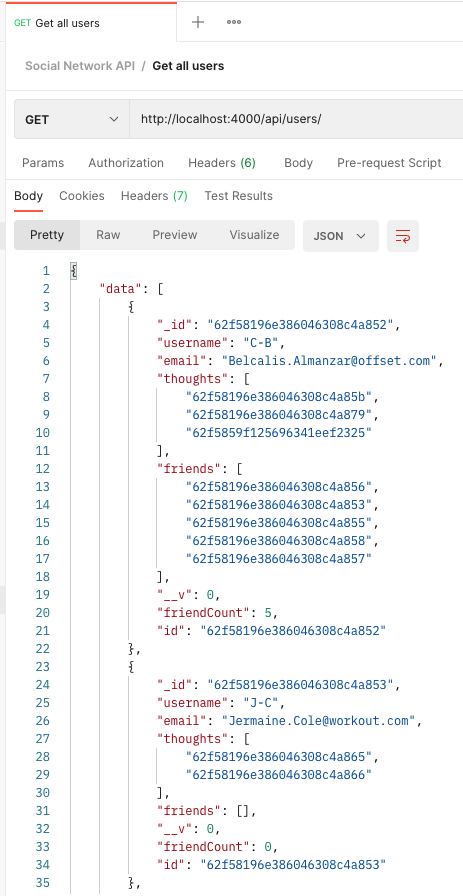 GET Get all users
Social Network API / Get all users
GET http://localhost:4000/api/users/
Params Authorization Headers (6) Body Pre-request Script
Body Cookies Headers (7) Test Results
Pretty Raw Preview Visualize JSON
1 {
2 "data": [
3 {
4 "_id": "62f58196e386046308c4a852",
5 "username": "C-B",
6 "email": "Belcalis.Almanzar@offset.com",
7 "thoughts": [
8 "62f58196e386046308c4a85b",
9 "62f58196e386046308c4a879",
10 "62f5859f125696341eef2325"
11 ],
12 "friends": [
13 "62f58196e386046308c4a856",
14 "62f58196e386046308c4a853",
15 "62f58196e386046308c4a855",
16 "62f58196e386046308c4a858",
17 "62f58196e386046308c4a857"
18 ],
19 "__v": 0,
20 "friendCount": 5,
21 "id": "62f58196e386046308c4a852"
22 },
23 {
24 "_id": "62f58196e386046308c4a853",
25 "username": "J-C",
26 "email": "Jermaine.Cole@workout.com",
27 "thoughts": [
28 "62f58196e386046308c4a865",
29 "62f58196e386046308c4a866"
30 ],
31 "friends": [],
32 "__v": 0,
33 "friendCount": 0,
34 "id": "62f58196e386046308c4a853"
35 },